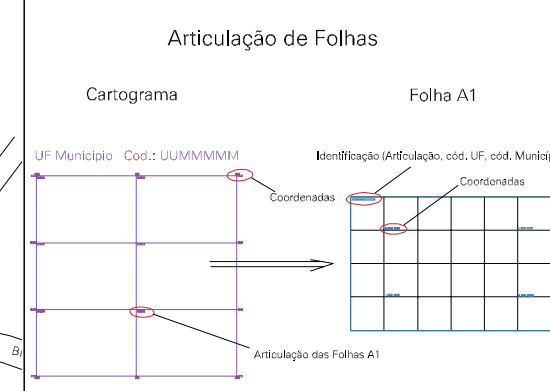 Articulação de Folhas
Cartograma
Folha A1
UF Municipio Cod.: UUMMMMM
Identificação (Articulação, cód. UF, cód. Municíp
Coordenadas
Coordenadas
Articulação das Folhas A1